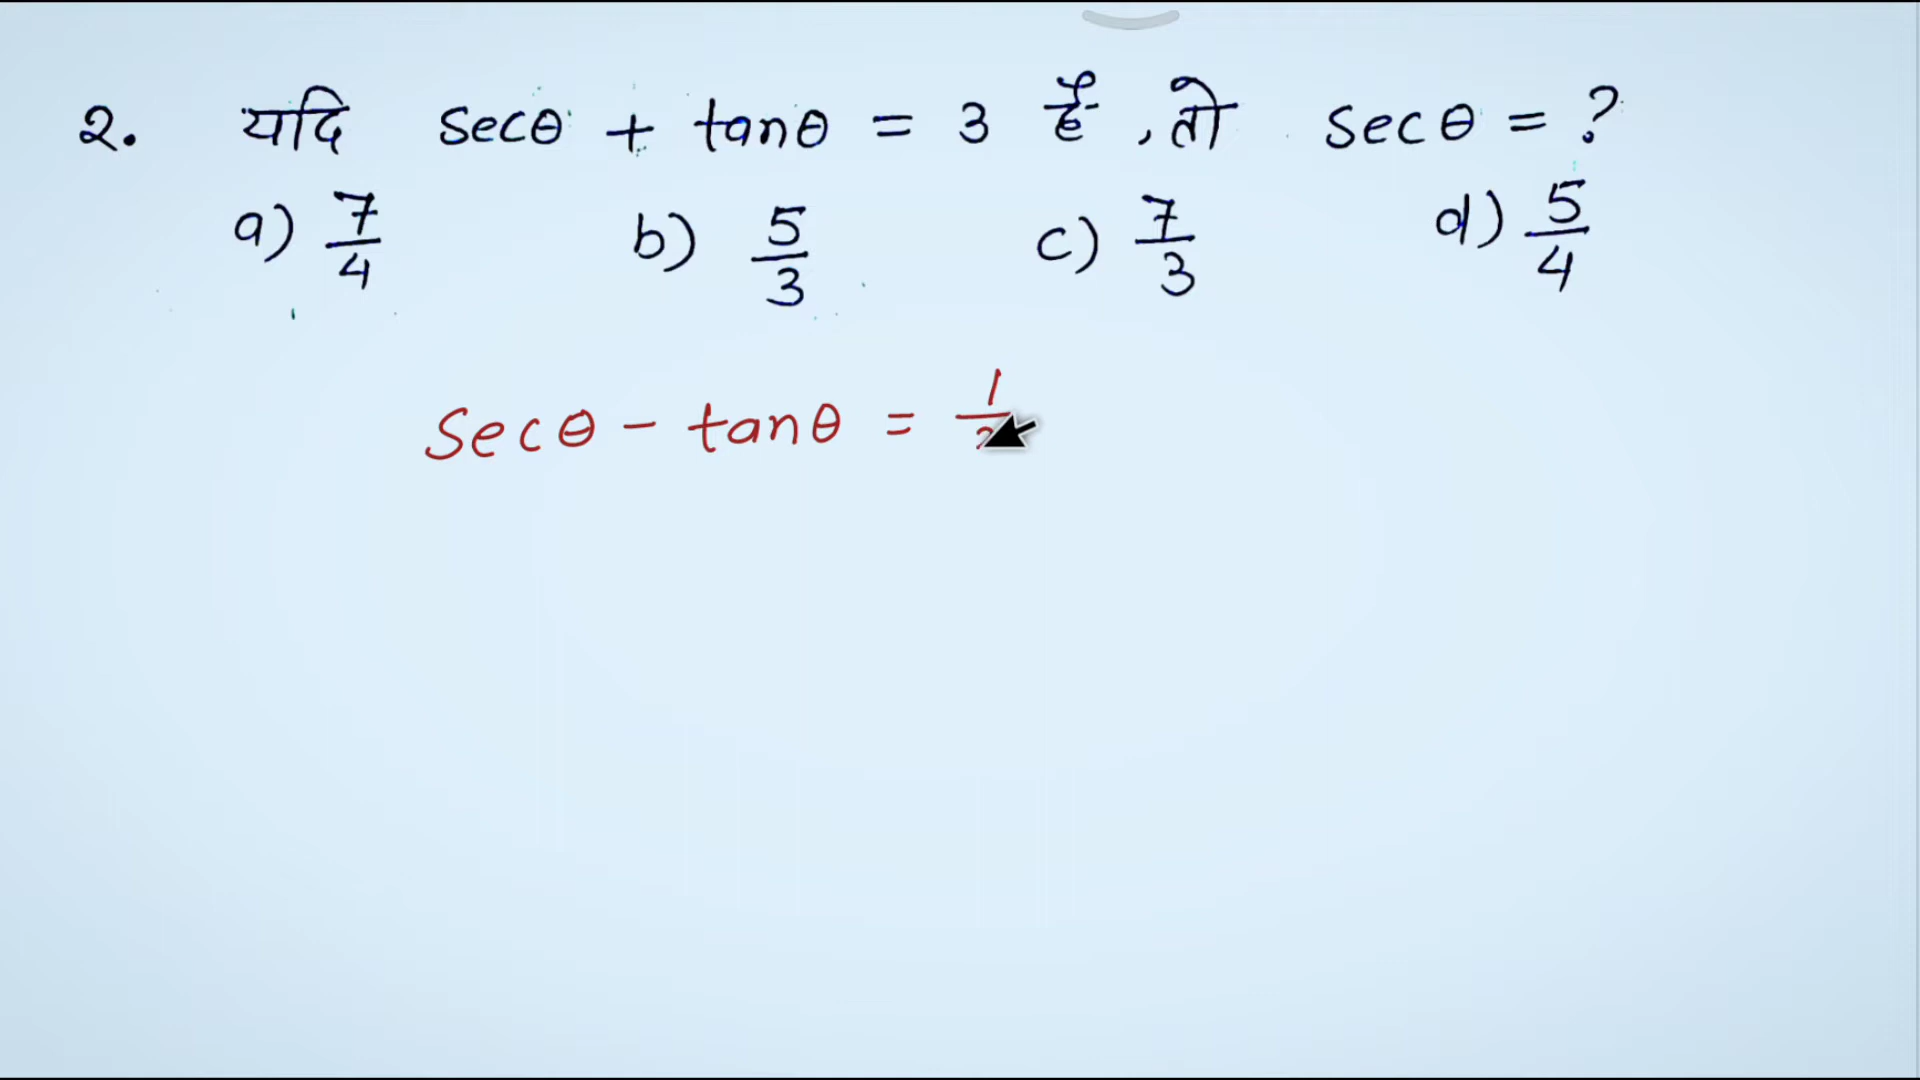 2. यदि secθ + tanθ = 3 है, तो secθ = ?
a) 7/4 b) 5/3 c) 7/3 d) 5/4
secθ - tanθ = 1/